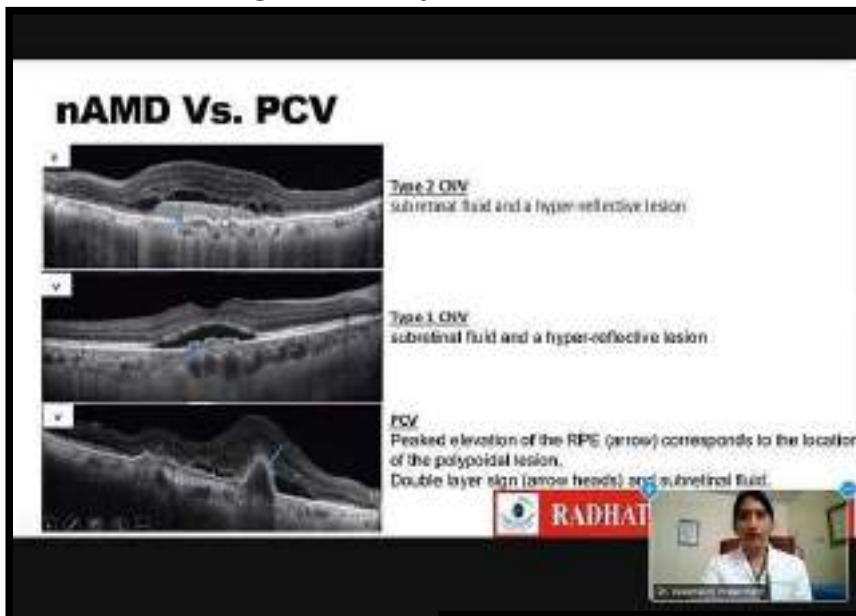 nAMD Vs. PCV
Type 2 CNV
subretinal fluid and a hyper-reflective lesion
Type 1 CNV
subretinal fluid and a hyper-reflective lesion
PCV
Peaked elevation of the RPE (arrow) corresponds to the location
of the polypoidal lesion.
Double layer sign (arrow heads) and subretinal fluid.
RADHAT